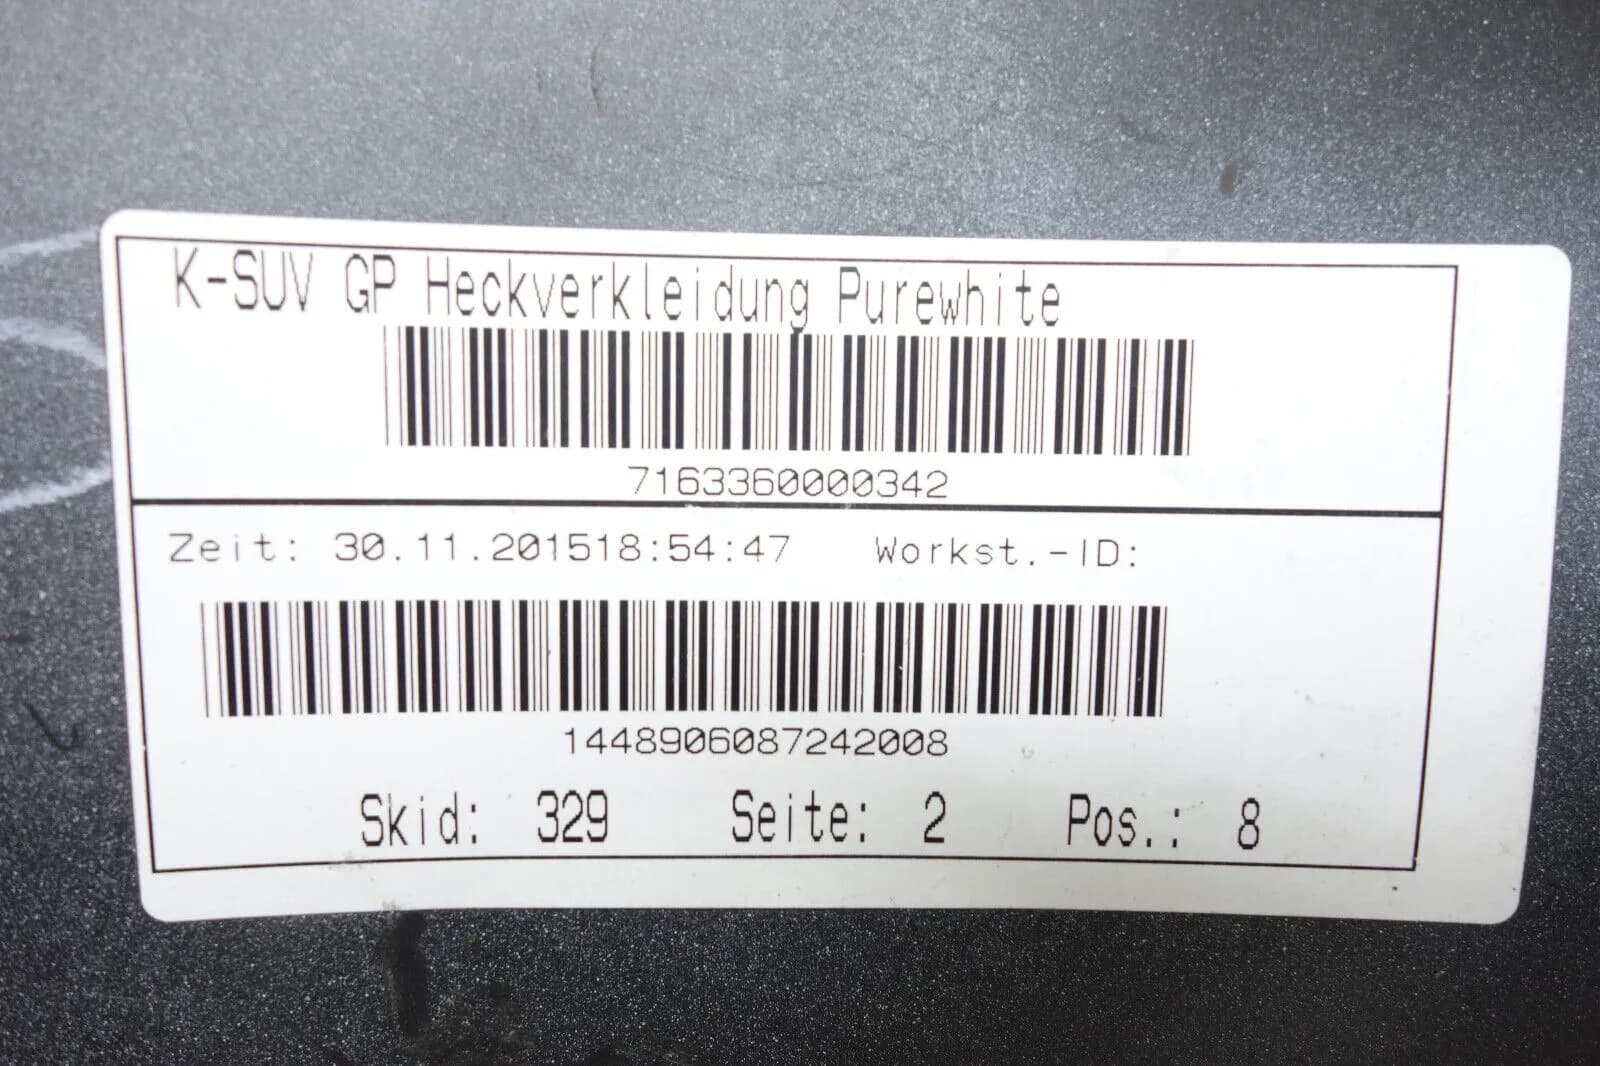 K-SUV GP Heckverkleidung Purewhite
7163360000342
Zeit: 30.11.201518:54:47 Workst.-ID:
1448906087242008
Skid: 329 Seite: 2 Pos.: 8